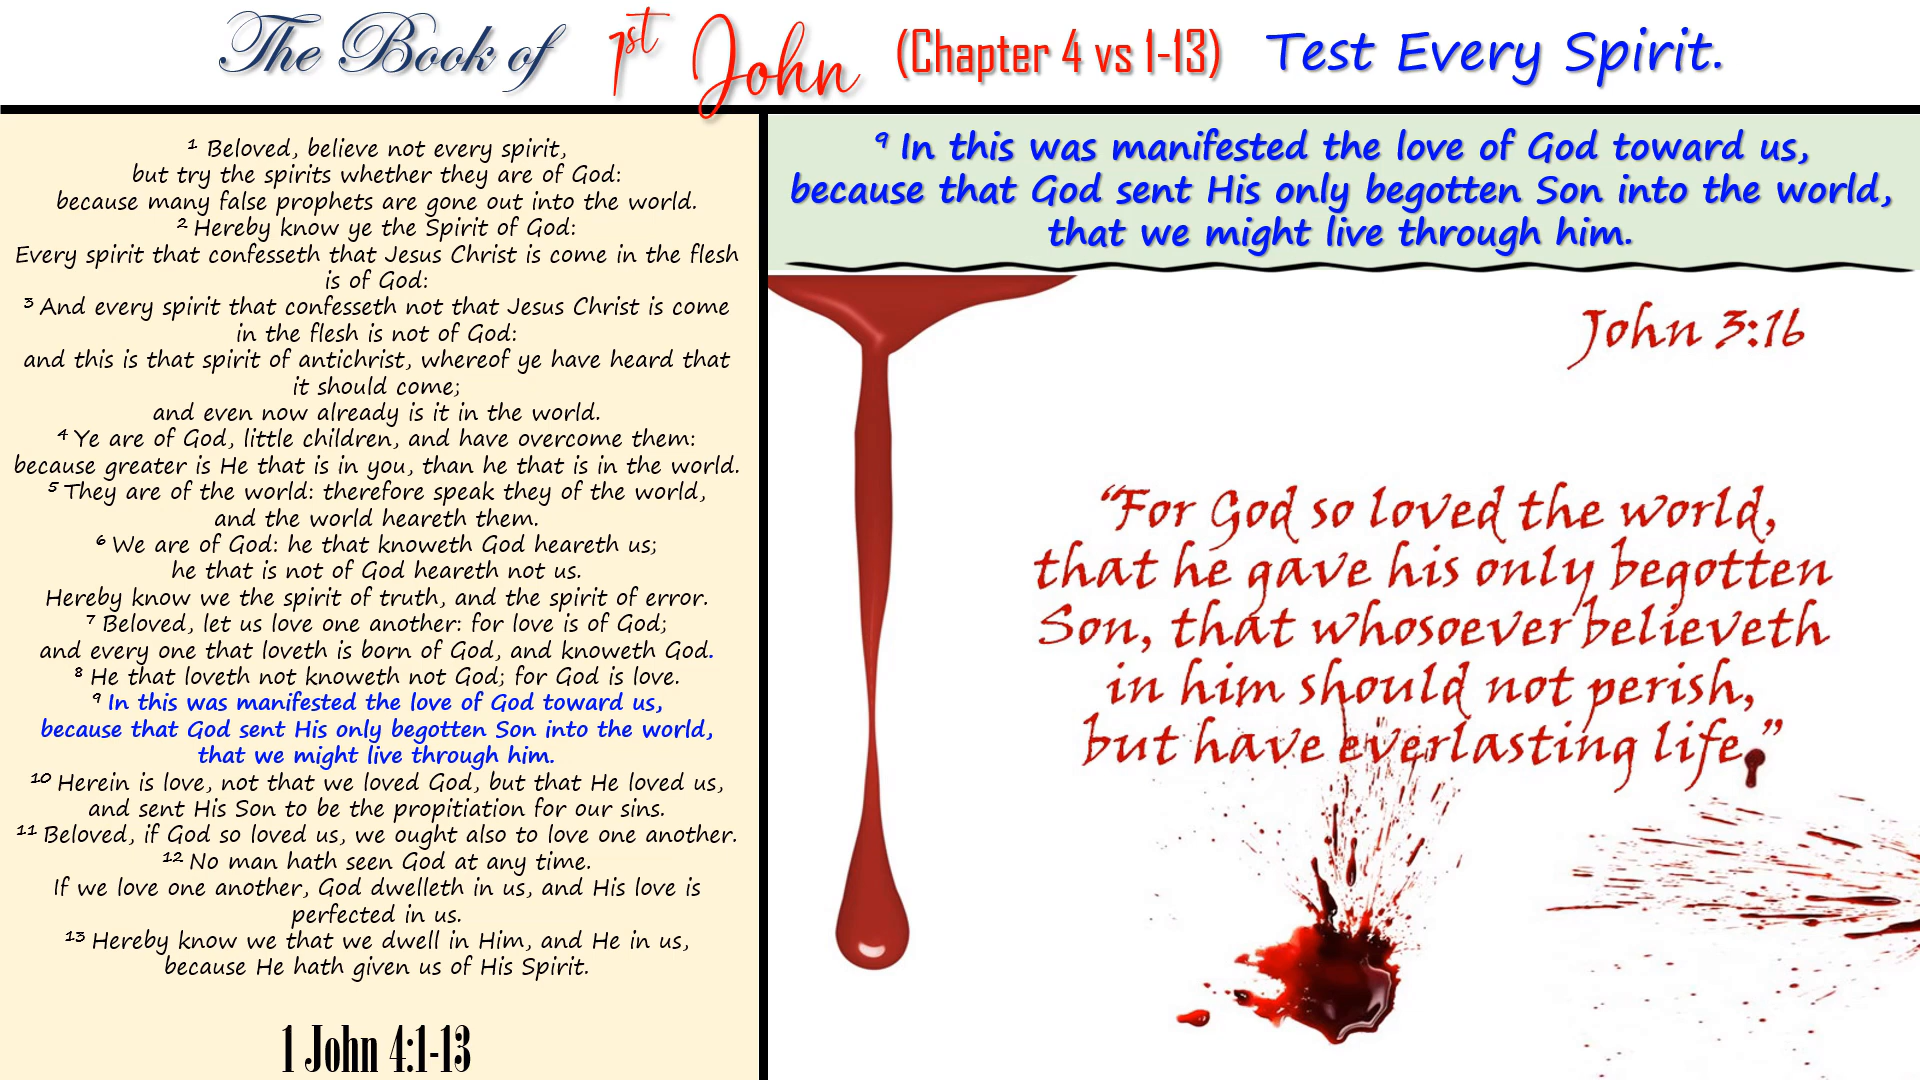 The Book of 1st John (Chapter 4 vs 1-13) Test Every Spirit.
1 Beloved, believe not every spirit,
but try the spirits whether they are of God:
because many false prophets are gone out into the world.
2 Hereby know ye the Spirit of God:
Every spirit that confesseth that Jesus Christ is come in the flesh
is of God:
3 And every spirit that confesseth not that Jesus Christ is come
in the flesh is not of God:
and this is that spirit of antichrist, whereof ye have heard that
it should come;
and even now already is it in the world.
4 Ye are of God, little children, and have overcome them:
because greater is He that is in you, than he that is in the world.
5 They are of the world: therefore speak they of the world,
and the world heareth them.
6 We are of God: he that knoweth God heareth us;
he that is not of God heareth not us.
Hereby know we the spirit of truth, and the spirit of error.
7 Beloved, let us love one another: for love is of God;
and every one that loveth is born of God, and knoweth God.
8 He that loveth not knoweth not God; for God is love.
9 In this was manifested the love of God toward us,
because that God sent His only begotten Son into the world,
that we might live through him.
10 Herein is love, not that we loved God, but that He loved us,
and sent His Son to be the propitiation for our sins.
11 Beloved, if God so loved us, we ought also to love one another.
12 No man hath seen God at any time.
If we love one another, God dwelleth in us, and His love is
perfected in us.
13 Hereby know we that we dwell in Him, and He in us,
because He hath given us of His Spirit.
1 John 4:1-13
9 In this was manifested the love of God toward us,
because that God sent His only begotten Son into the world,
that we might live through him.
John 3:16
“For God so loved the world,
that he gave his only begotten
Son, that whosoever believeth
in him should not perish,
but have everlasting life.”